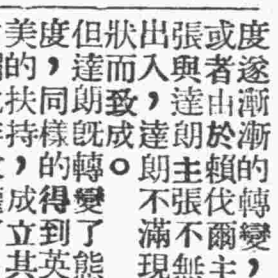 度遂漸漸的轉變，
或者由於賴伐爾主
張與達朗主張不無
出入，達朗不滿現
狀而致成。
但達朗旣轉變了態
度，同樣的得到英
美的扶持，成立其